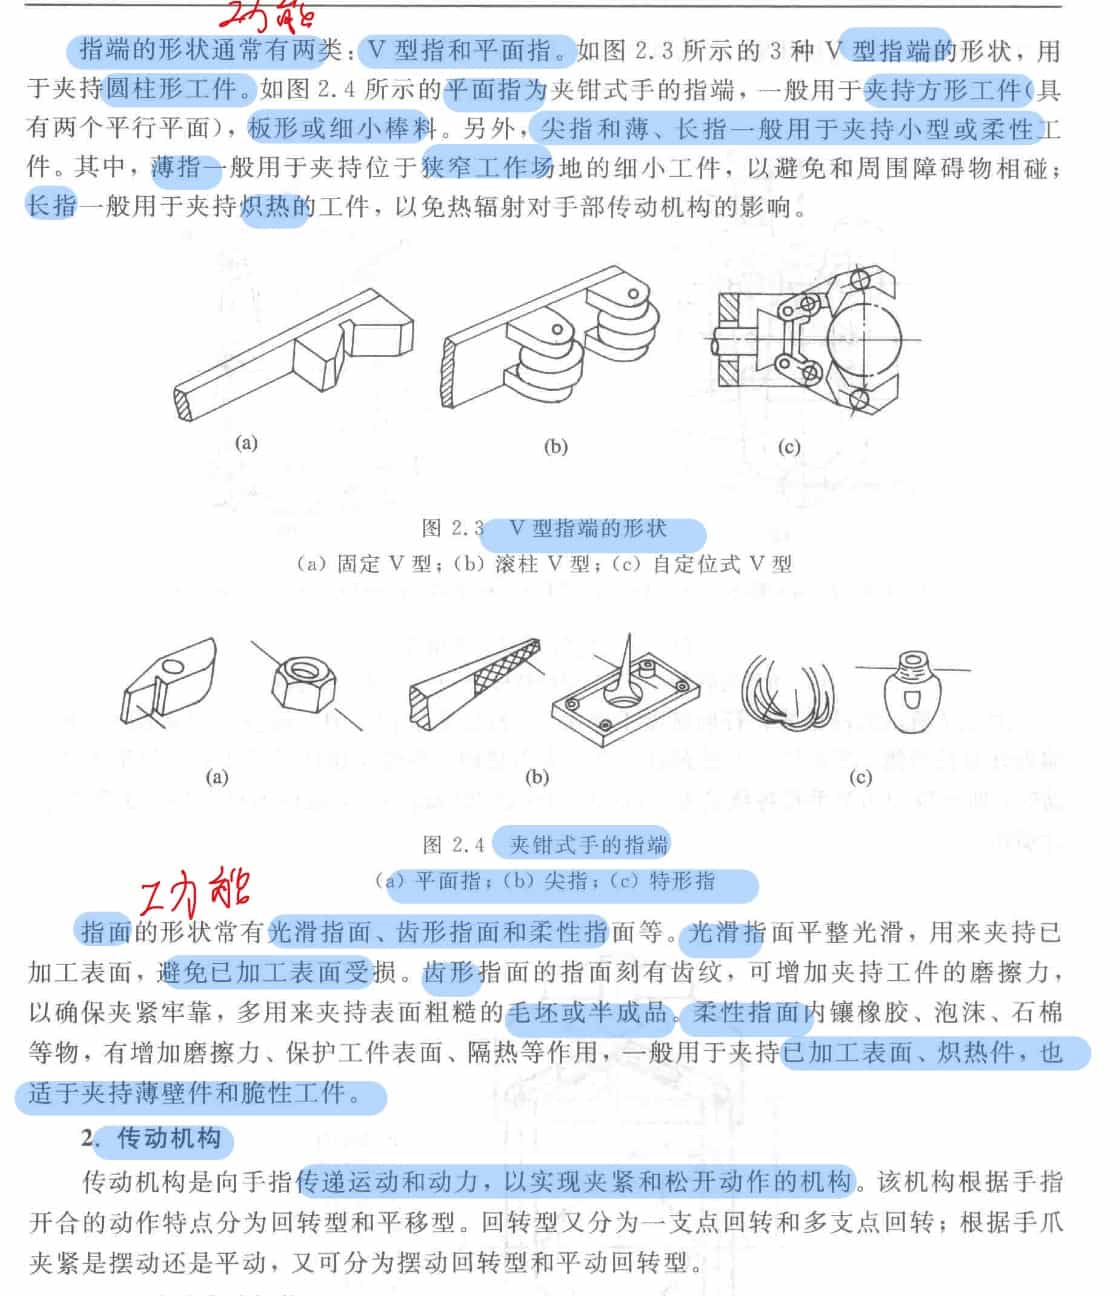 功能
指端的形状通常有两类：V 型指和平面指。如图 2.3 所示的 3 种 V 型指端的形状，用
于夹持圆柱形工件。如图 2.4 所示的平面指为夹钳式手的指端，一般用于夹持方形工件(具
有两个平行平面)，板形或细小棒料。另外，尖指和薄、长指一般用于夹持小型或柔性工
件。其中，薄指一般用于夹持位于狭窄工作场地的细小工件，以避免和周围障碍物相碰；
长指一般用于夹持炽热的工件，以免热辐射对手部传动机构的影响。
(a) (b) (c)
图 2.3 V 型指端的形状
(a) 固定 V 型；(b) 滚柱 V 型；(c) 自定位式 V 型
(a) (b) (c)
图 2.4 夹钳式手的指端
(a) 平面指；(b) 尖指；(c) 特形指
功能
指面的形状常有光滑指面、齿形指面和柔性指面等。光滑指面平整光滑，用来夹持已
加工表面，避免已加工表面受损。齿形指面的指面刻有齿纹，可增加夹持工件的磨擦力，
以确保夹紧牢靠，多用来夹持表面粗糙的毛坯或半成品。柔性指面内镶橡胶、泡沫、石棉
等物，有增加磨擦力、保护工件表面、隔热等作用，一般用于夹持已加工表面、炽热件，也
适于夹持薄壁件和脆性工件。
2. 传动机构
传动机构是向手指传递运动和动力，以实现夹紧和松开动作的机构。该机构根据手指
开合的动作特点分为回转型和平移型。回转型又分为一支点回转和多支点回转；根据手爪
夹紧是摆动还是平动，又可分为摆动回转型和平动回转型。